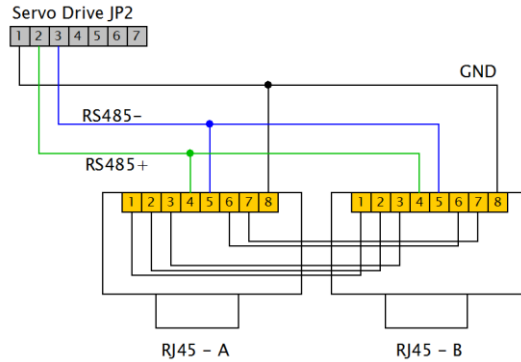 Servo Drive JP2
1 2 3 4 5 6 7
GND
RS485-
RS485+
1 2 3 4 5 6 7 8
1 2 3 4 5 6 7 8
RJ45 - A
RJ45 - B